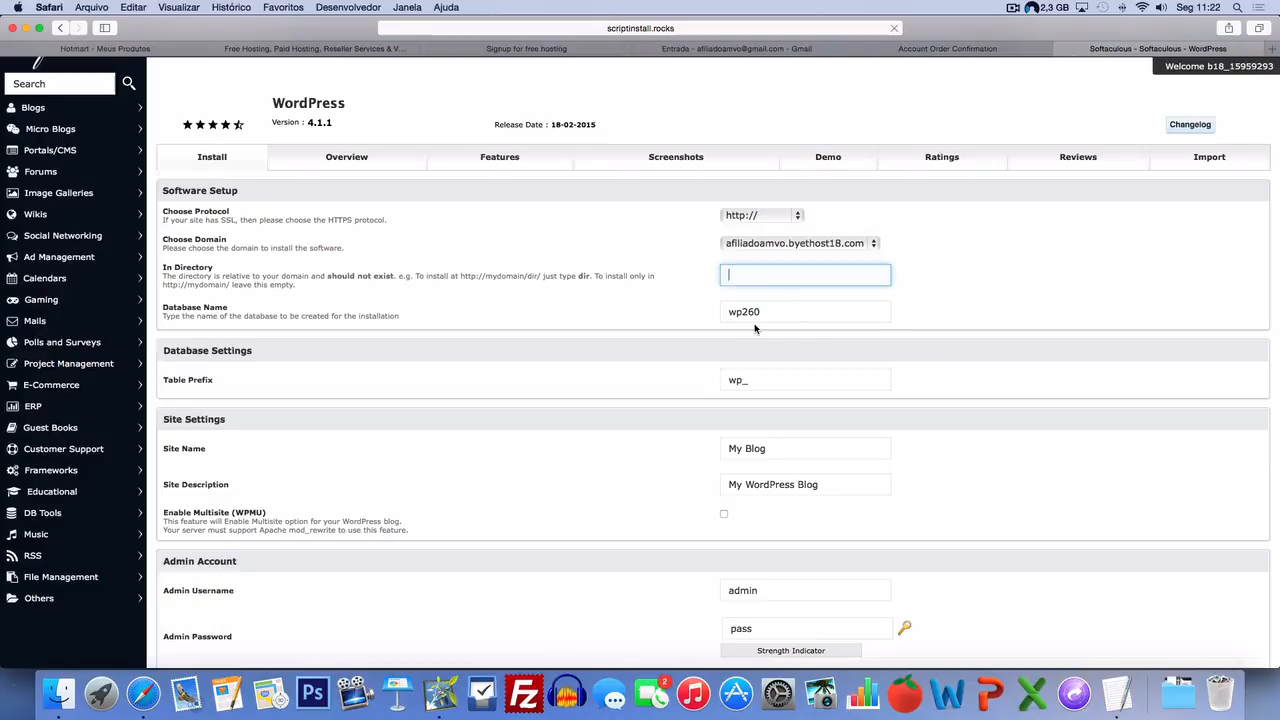 Safari Arquivo Editar Visualizar Histórico Favoritos Desenvolvedor Janela Ajuda 2.3 GB Seg 11:22
scriptinstall.rocks
Hotmart - Meus Produtos Free Hosting, Paid Hosting, Reseller Services & V... Signup for free hosting Entrada - afiliadoamvo@gmail.com - Gmail Account Order Confirmation Softaculous - Softaculous - WordPress
Welcome b18_15959293
Search
Blogs
Micro Blogs
Portals/CMS
Forums
Image Galleries
Wikis
Social Networking
Ad Management
Calendars
Gaming
Mails
Polls and Surveys
Project Management
E-Commerce
ERP
Guest Books
Customer Support
Frameworks
Educational
DB Tools
Music
RSS
File Management
Others
WordPress
Version : 4.1.1
Release Date : 18-02-2015
Changelog
Install Overview Features Screenshots Demo Ratings Reviews Import
Software Setup
Choose Protocol
If your site has SSL, then please choose the HTTPS protocol.
http://
Choose Domain
Please choose the domain to install the software.
afiliadoamvo.byethost18.com
In Directory
The directory is relative to your domain and should not exist. e.g. To install at http://mydomain/dir/ just type dir. To install only in
http://mydomain/ leave this empty.
Database Name
Type the name of the database to be created for the installation
wp260
Database Settings
Table Prefix
wp_
Site Settings
Site Name
My Blog
Site Description
My WordPress Blog
Enable Multisite (WPMU)
This feature will Enable Multisite option for your WordPress blog.
Your server must support Apache mod_rewrite to use this feature.
Admin Account
Admin Username
admin
Admin Password
pass
Strength Indicator
Ps
Fz
2